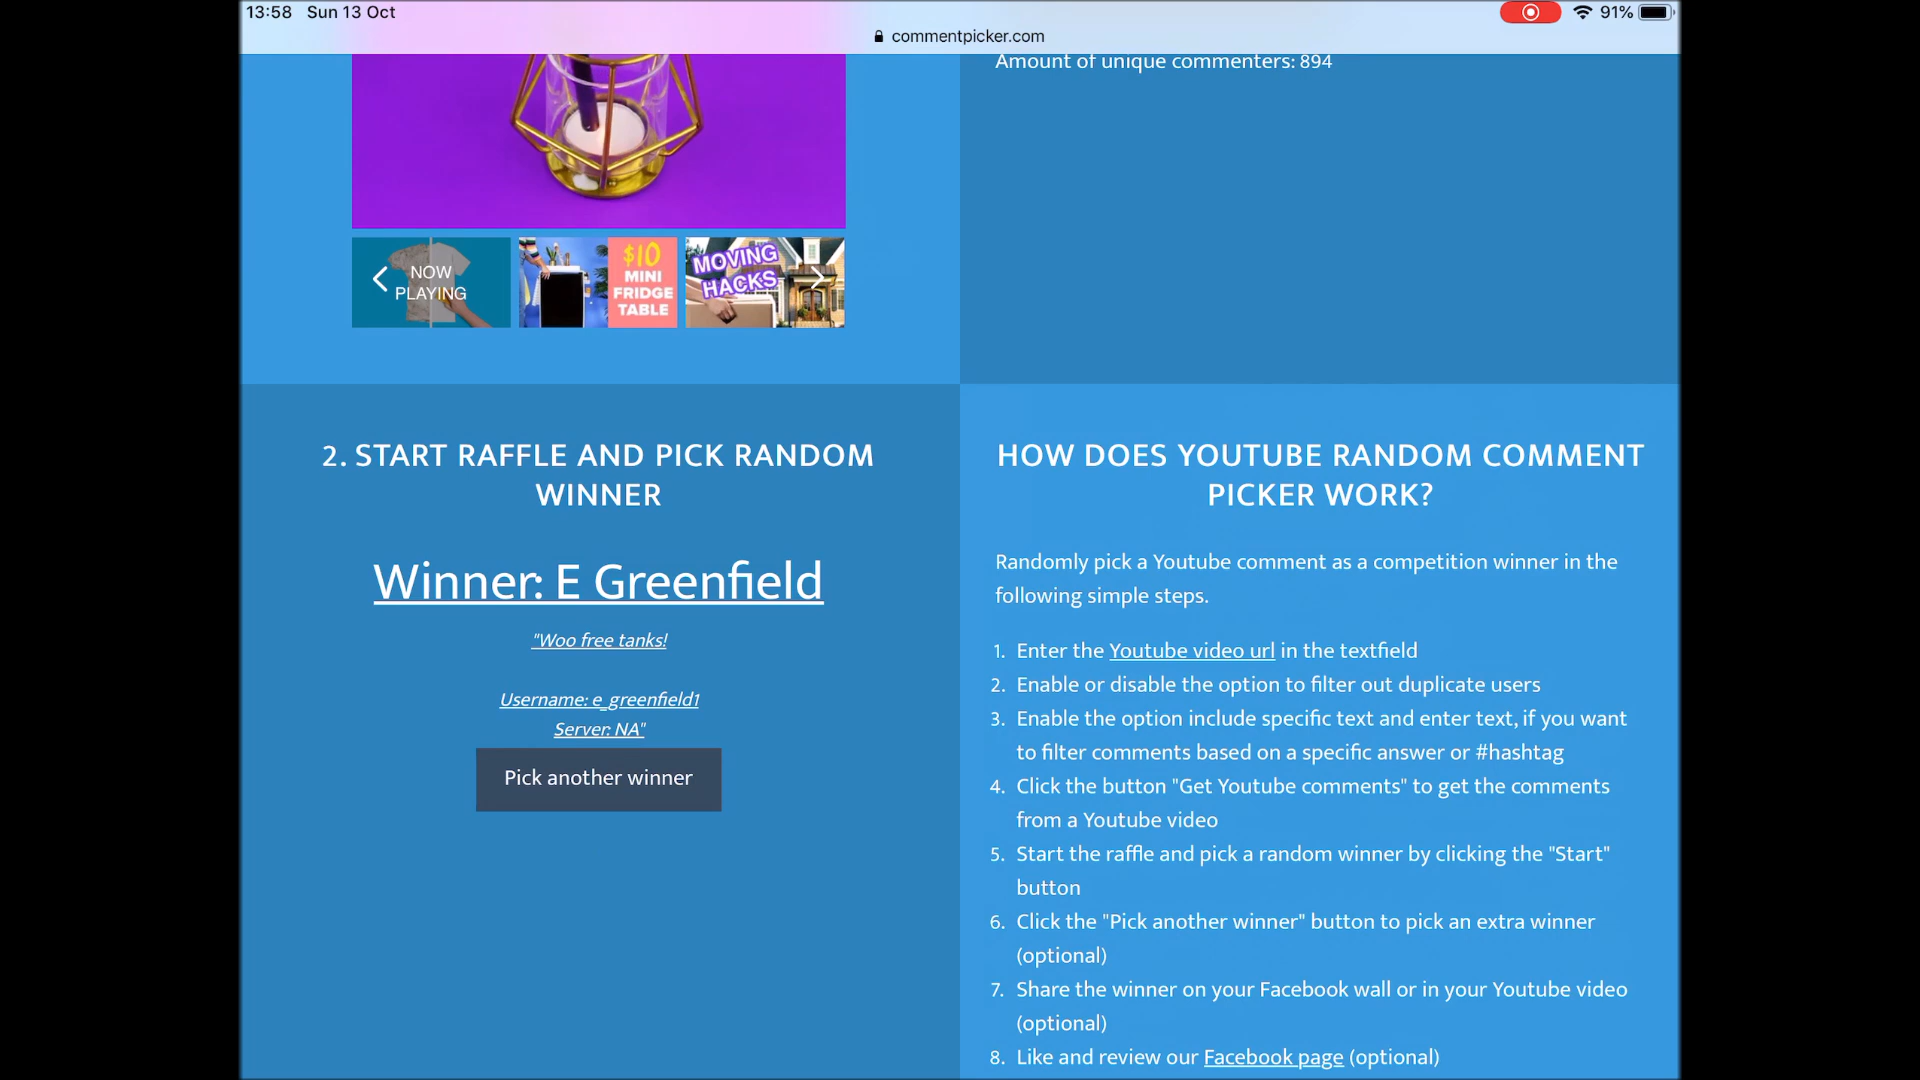 13:58 Sun 13 Oct
91%
commentpicker.com
Amount of unique commenters: 894
NOW
PLAYING
$10
MINI
FRIDGE
TABLE
MOVING
HACKS
2. START RAFFLE AND PICK RANDOM
WINNER
Winner: E Greenfield
"Woo free tanks!
Username: e_greenfield1
Server: NA"
Pick another winner
HOW DOES YOUTUBE RANDOM COMMENT
PICKER WORK?
Randomly pick a Youtube comment as a competition winner in the
following simple steps.
1. Enter the Youtube video url in the textfield
2. Enable or disable the option to filter out duplicate users
3. Enable the option include specific text and enter text, if you want
to filter comments based on a specific answer or #hashtag
4. Click the button "Get Youtube comments" to get the comments
from a Youtube video
5. Start the raffle and pick a random winner by clicking the "Start"
button
6. Click the "Pick another winner" button to pick an extra winner
(optional)
7. Share the winner on your Facebook wall or in your Youtube video
(optional)
8. Like and review our Facebook page (optional)